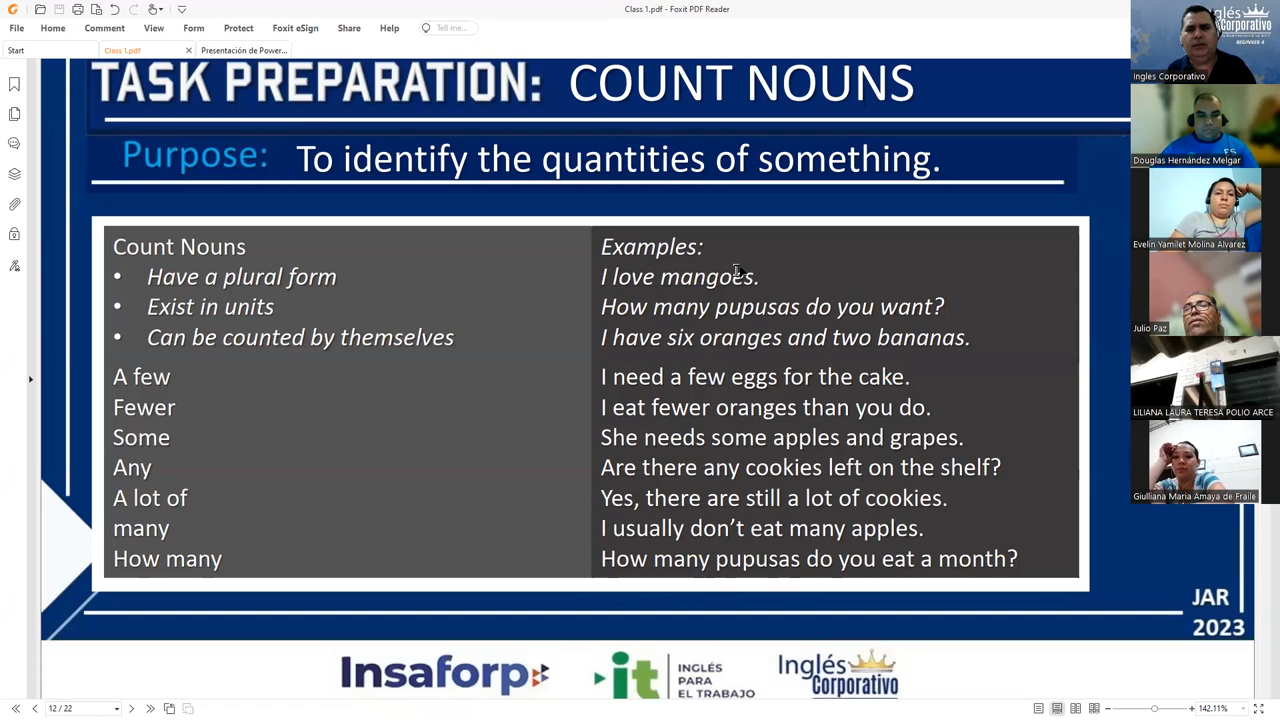 Class 1.pdf - Foxit PDF Reader
File Home Comment View Form Protect Foxit eSign Share Help Tell me...
Start Class 1.pdf Presentación de Power...
TASK PREPARATION: COUNT NOUNS
Purpose: To identify the quantities of something.
Count Nouns
• Have a plural form
• Exist in units
• Can be counted by themselves
A few
Fewer
Some
Any
A lot of
many
How many
Examples:
I love mangoes.
How many pupusas do you want?
I have six oranges and two bananas.
I need a few eggs for the cake.
I eat fewer oranges than you do.
She needs some apples and grapes.
Are there any cookies left on the shelf?
Yes, there are still a lot of cookies.
I usually don't eat many apples.
How many pupusas do you eat a month?
JAR
2023
Insaforp
it
INGLÉS
PARA
EL TRABAJO
Inglés
Corporativo
12 / 22
142.11%
Corporativo
BEGINNER 4
Ingles Corporativo
Douglas Hernández Melgar
Evelin Yamilet Molina Alvarez
Julio Paz
LILIANA LAURA TERESA POLIO ARCE
Giulliana Maria Amaya de Fraile